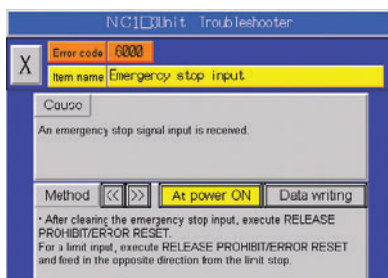 NC1□3Unit Troubleshooter
X
Error code 6000
Item name Emergency stop input
Cause
An emergency stop signal input is received.
Method << >> At power ON Data writing
・After clearing the emergency stop input, execute RELEASE
PROHIBIT/ERROR RESET.
For a limit input, execute RELEASE PROHIBIT/ERROR RESET
and feed in the opposite direction from the limit stop.